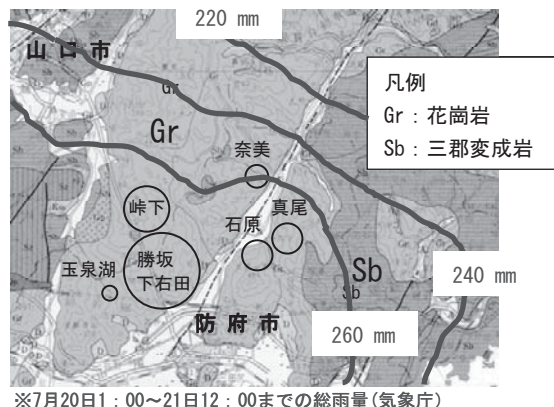 220 mm
山口市
凡例
Gr：花崗岩
Sb：三郡変成岩
Gr
Gr
奈美
峠下
石原
真尾
玉泉湖
勝坂
下右田
Sb
Sb
240 mm
防府市
260 mm
※7月20日1：00～21日12：00までの総雨量(気象庁)